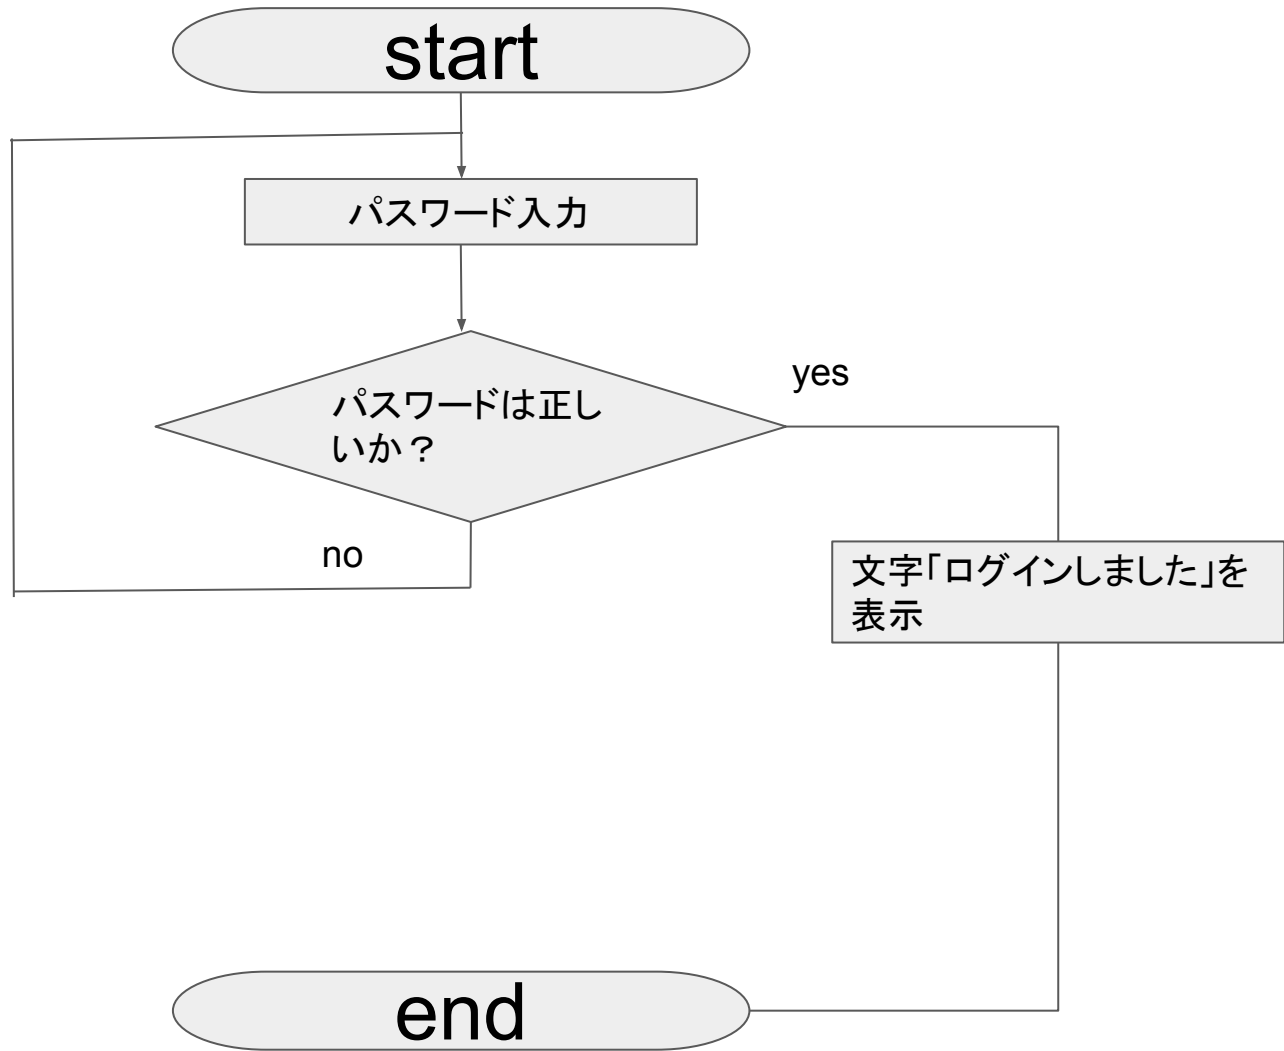 start
パスワード入力
パスワードは正し
いか？
yes
no
文字「ログインしました」を
表示
end